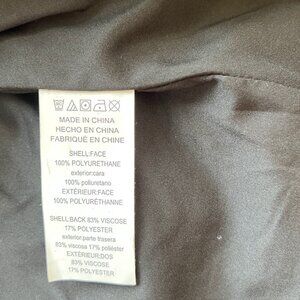 MADE IN CHINA
HECHO EN CHINA
FABRIQUÉ EN CHINE
SHELL:FACE
100% POLYURETHANE
exterior:cara
100% poliuretano
EXTÉRIEUR:FACE
100% POLYURÉTHANNE
SHELL:BACK 83% VISCOSE
17% POLYESTER
exterior:parte trasera
83% viscosa 17% poliéster
EXTÉRIEUR:DOS
83% VISCOSE
17% POLYESTER